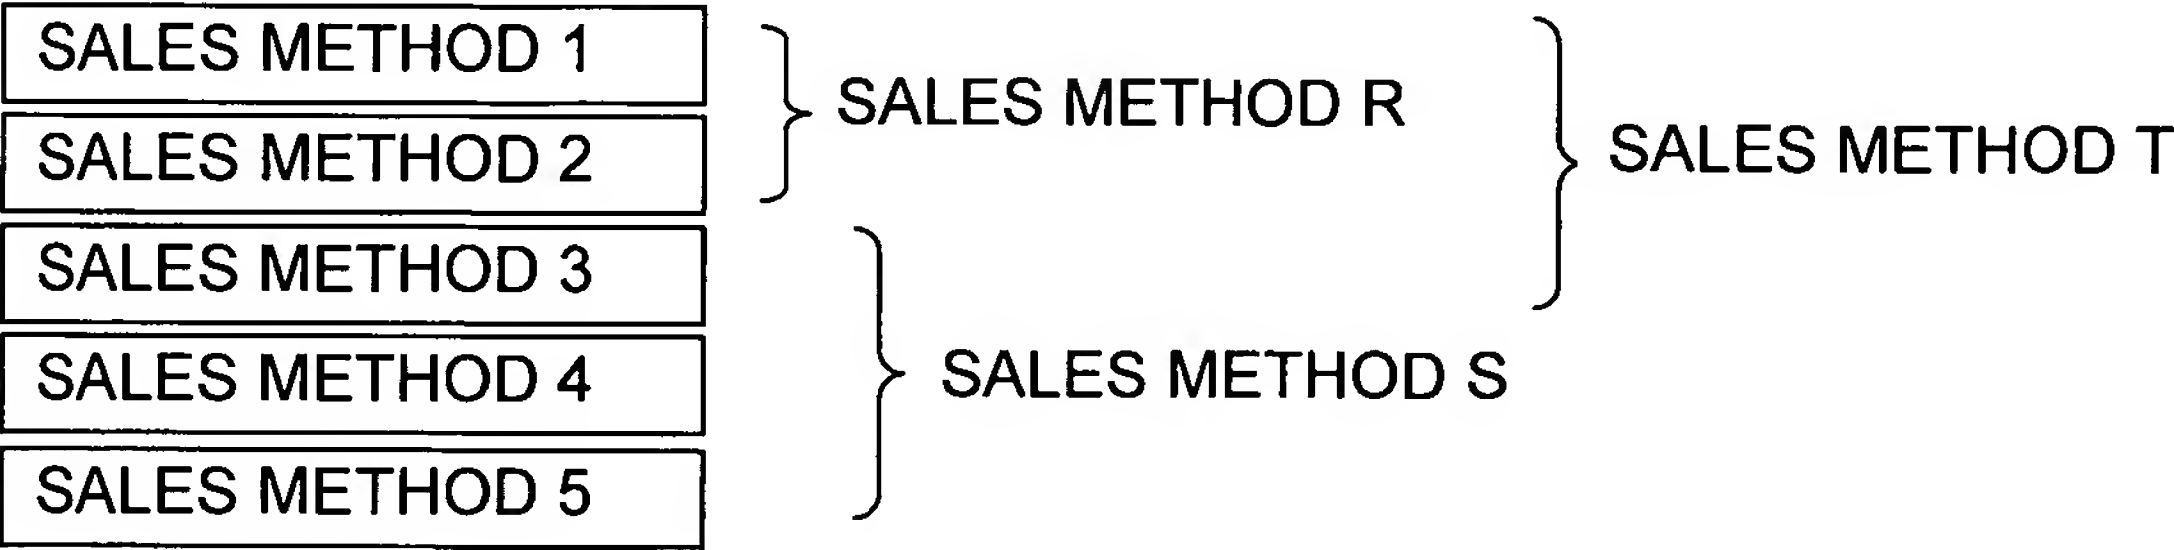 SALES METHOD 1
SALES METHOD 2
SALES METHOD 3
SALES METHOD 4
SALES METHOD 5
SALES METHOD R
SALES METHOD S
SALES METHOD T